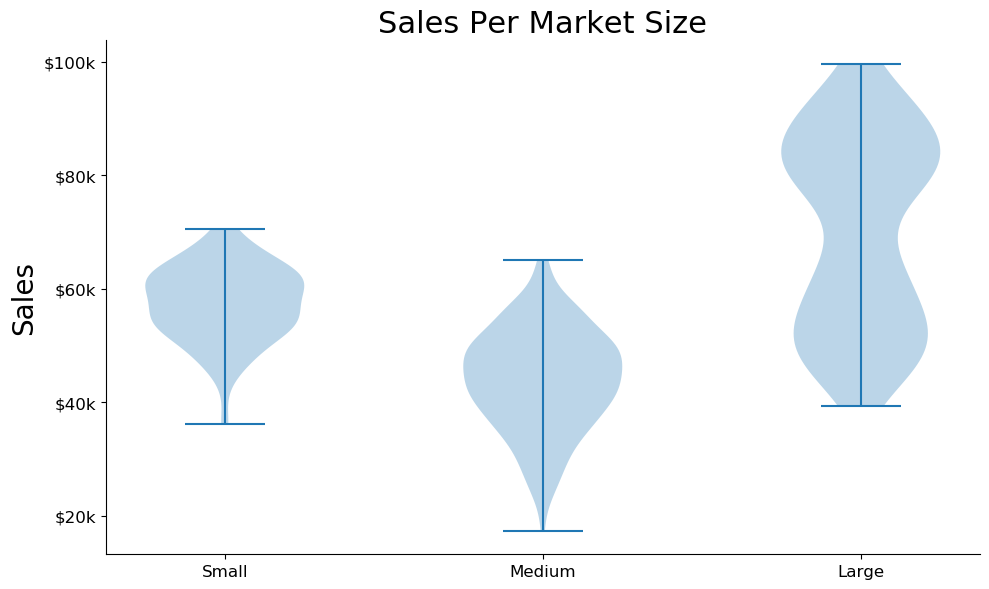 Sales Per Market Size
Sales
$100k
$80k
$60k
$40k
$20k
Small
Medium
Large